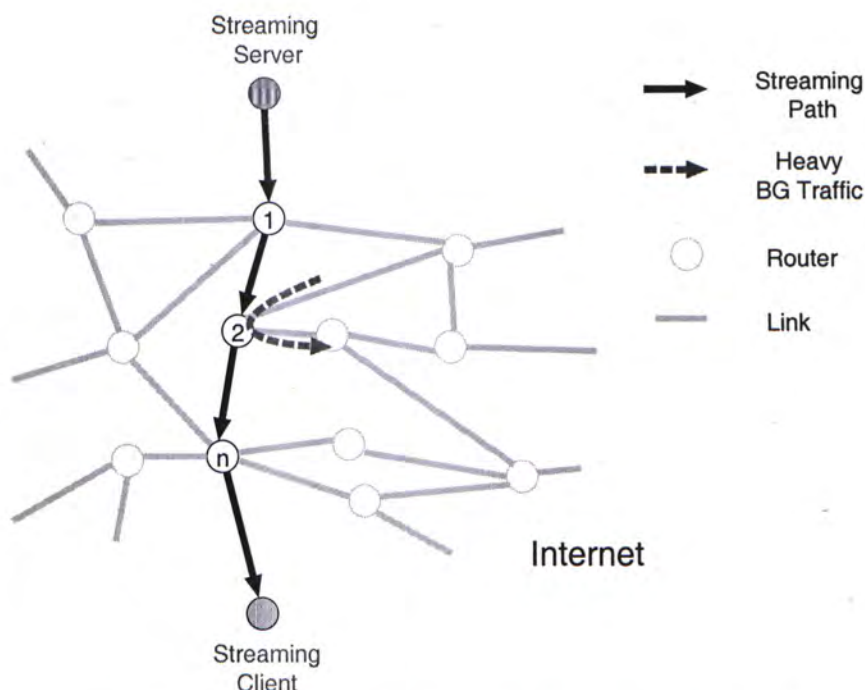 Streaming
Server
Streaming
Path
Heavy
BG Traffic
1
Router
2
Link
n
Internet
Streaming
Client